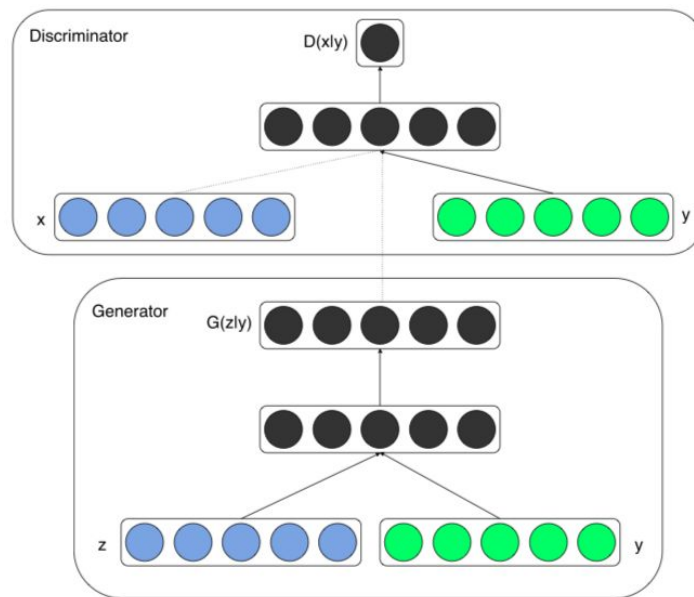 Discriminator
D(x|y)
x
y
Generator
G(z|y)
z
y